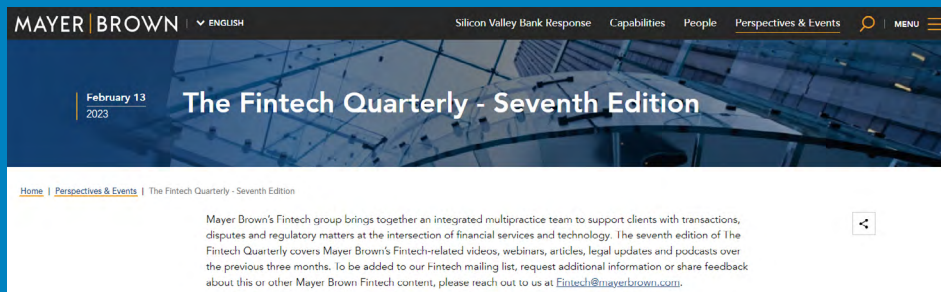 MAYER | BROWN | ENGLISH Silicon Valley Bank Response Capabilities People Perspectives & Events | MENU
February 13
2023
The Fintech Quarterly - Seventh Edition
Home | Perspectives & Events | The Fintech Quarterly - Seventh Edition
Mayer Brown's Fintech group brings together an integrated multipractice team to support clients with transactions,
disputes and regulatory matters at the intersection of financial services and technology. The seventh edition of The
Fintech Quarterly covers Mayer Brown's Fintech-related videos, webinars, articles, legal updates and podcasts over
the previous three months. To be added to our Fintech mailing list, request additional information or share feedback
about this or other Mayer Brown Fintech content, please reach out to us at Fintech@mayerbrown.com.